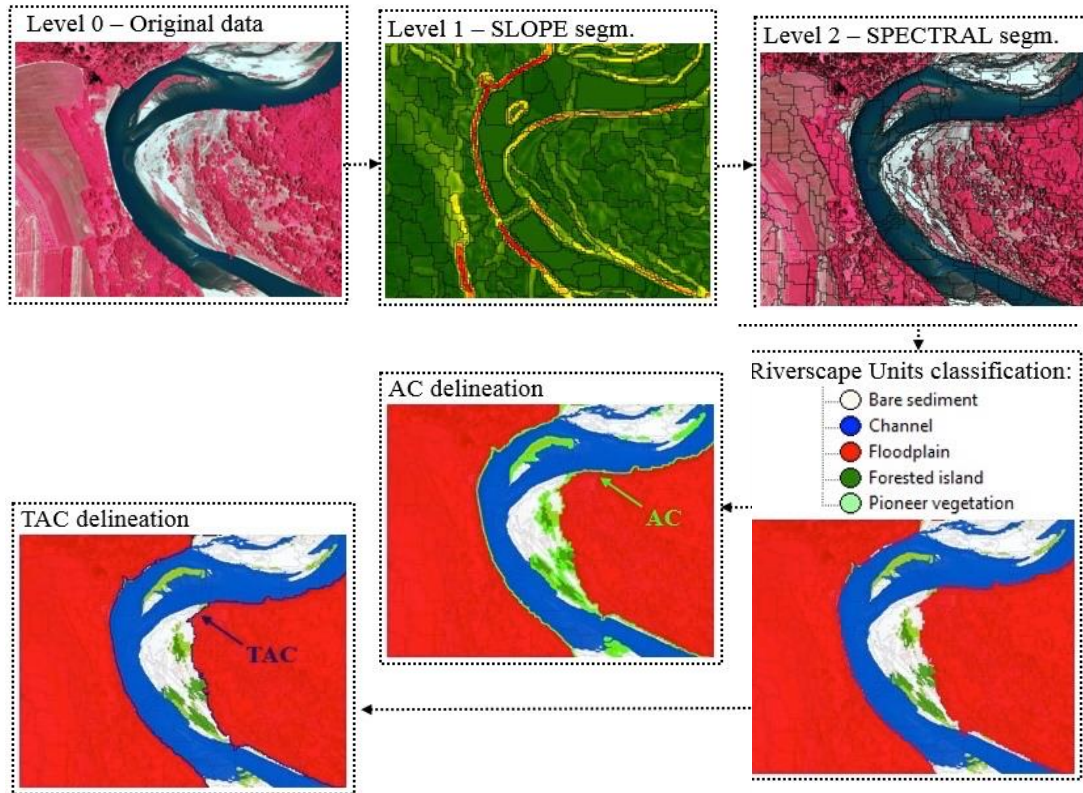 Level 0 – Original data
Level 1 – SLOPE segm.
Level 2 – SPECTRAL segm.
Riverscape Units classification:
Bare sediment
Channel
Floodplain
Forested island
Pioneer vegetation
AC delineation
AC
TAC delineation
TAC